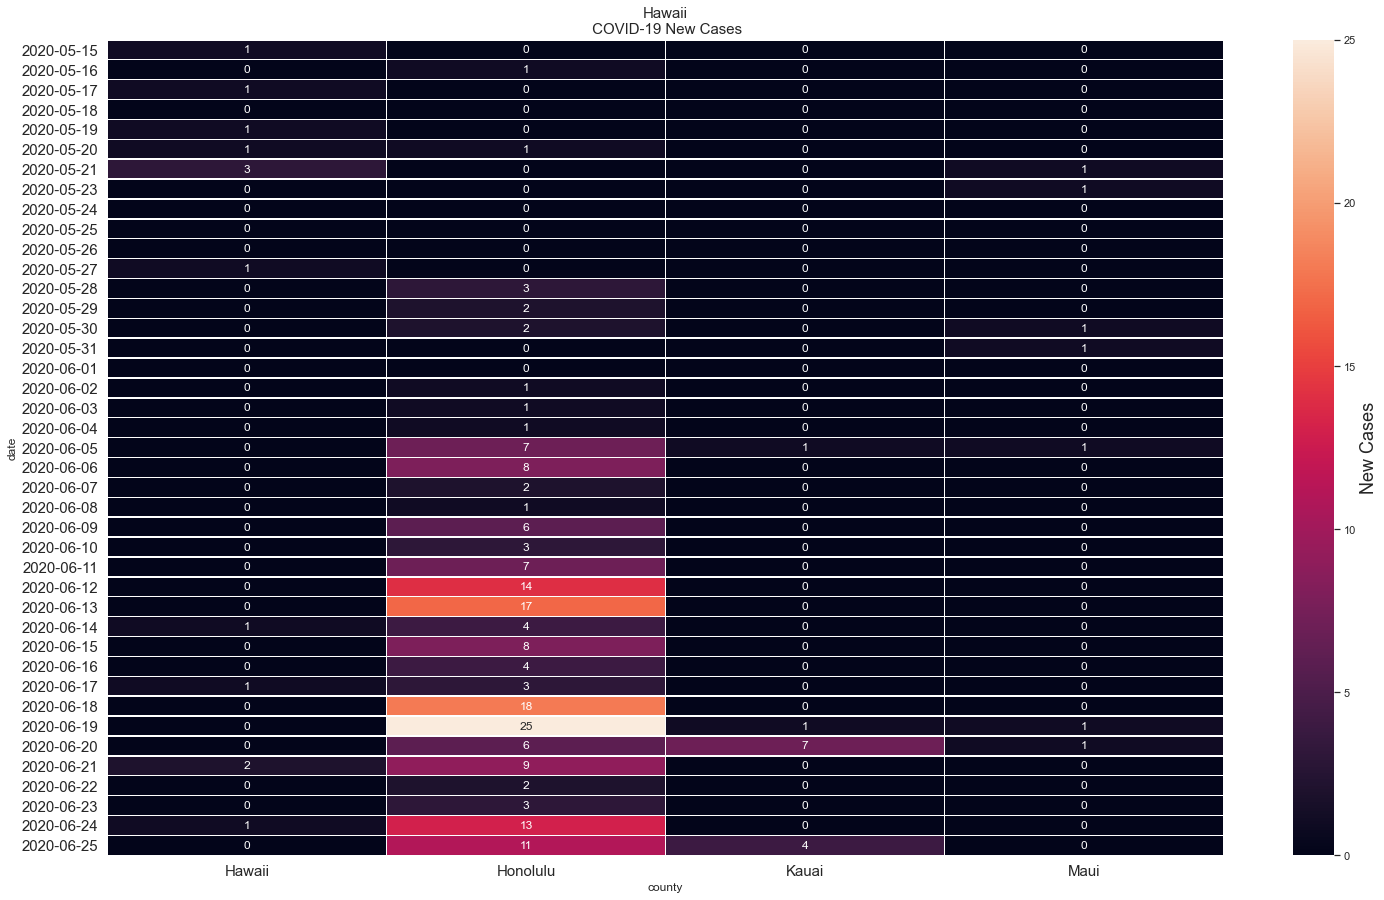 Hawaii
COVID-19 New Cases
2020-05-15 1 0 0 0
2020-05-16 0 1 0 0
2020-05-17 1 0 0 0
2020-05-18 0 0 0 0
2020-05-19 1 0 0 0
2020-05-20 1 1 0 0
2020-05-21 3 0 0 1
2020-05-23 0 0 0 1
2020-05-24 0 0 0 0
2020-05-25 0 0 0 0
2020-05-26 0 0 0 0
2020-05-27 1 0 0 0
2020-05-28 0 3 0 0
2020-05-29 0 2 0 0
2020-05-30 0 2 0 1
2020-05-31 0 0 0 1
2020-06-01 0 0 0 0
2020-06-02 0 1 0 0
2020-06-03 0 1 0 0
2020-06-04 0 1 0 0
2020-06-05 0 7 1 1
2020-06-06 0 8 0 0
2020-06-07 0 2 0 0
2020-06-08 0 1 0 0
2020-06-09 0 6 0 0
2020-06-10 0 3 0 0
2020-06-11 0 7 0 0
2020-06-12 0 14 0 0
2020-06-13 0 17 0 0
2020-06-14 1 4 0 0
2020-06-15 0 8 0 0
2020-06-16 0 4 0 0
2020-06-17 1 3 0 0
2020-06-18 0 18 0 0
2020-06-19 0 25 1 1
2020-06-20 0 6 7 1
2020-06-21 2 9 0 0
2020-06-22 0 2 0 0
2020-06-23 0 3 0 0
2020-06-24 1 13 0 0
2020-06-25 0 11 4 0
Hawaii Honolulu Kauai Maui
county
date
25
20
15
10
5
0
New Cases